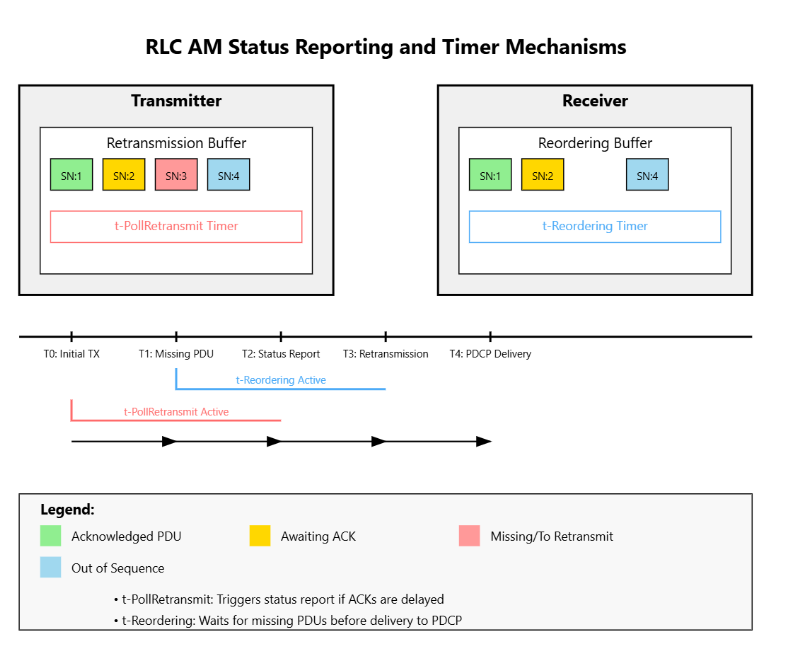 RLC AM Status Reporting and Timer Mechanisms
Transmitter
Retransmission Buffer
SN:1 SN:2 SN:3 SN:4
t-PollRetransmit Timer
Receiver
Reordering Buffer
SN:1 SN:2 SN:4
t-Reordering Timer
T0: Initial TX T1: Missing PDU T2: Status Report T3: Retransmission T4: PDCP Delivery
t-Reordering Active
t-PollRetransmit Active
Legend:
Acknowledged PDU Awaiting ACK Missing/To Retransmit
Out of Sequence
• t-PollRetransmit: Triggers status report if ACKs are delayed
• t-Reordering: Waits for missing PDUs before delivery to PDCP